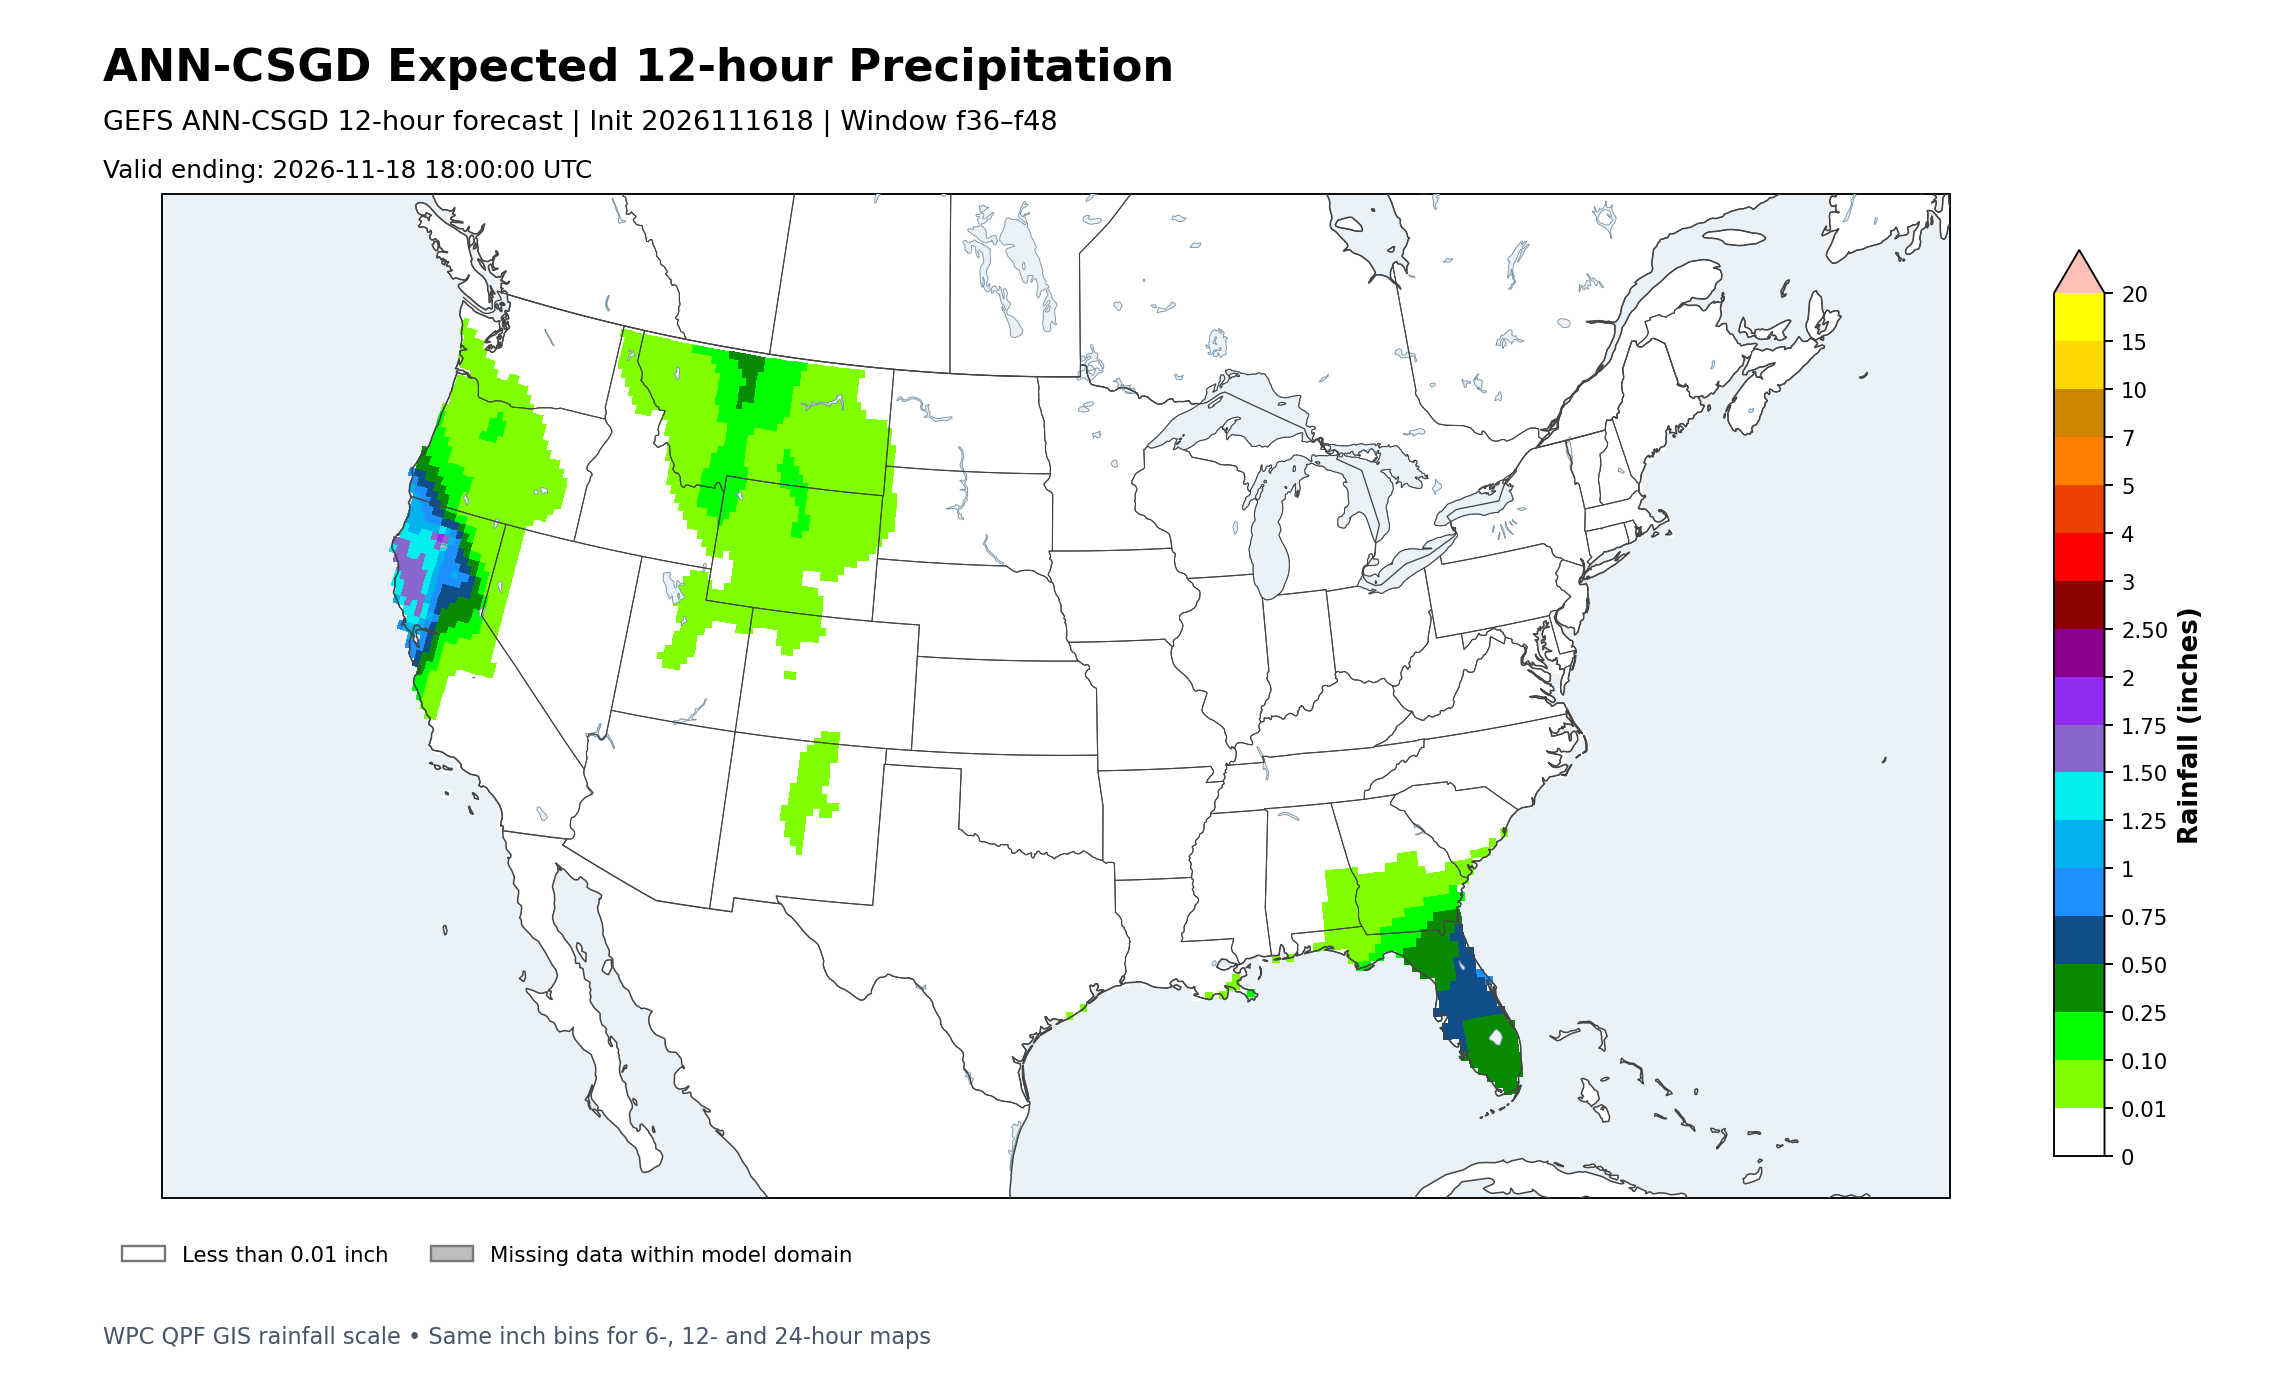 ANN-CSGD Expected 12-hour Precipitation
GEFS ANN-CSGD 12-hour forecast | Init 2026111618 | Window f36–f48
Valid ending: 2026-11-18 18:00:00 UTC
20
15
10
7
5
4
3
2.50
2
1.75
1.50
1.25
1
0.75
0.50
0.25
0.10
0.01
0
Rainfall (inches)
Less than 0.01 inch
Missing data within model domain
WPC QPF GIS rainfall scale • Same inch bins for 6-, 12- and 24-hour maps